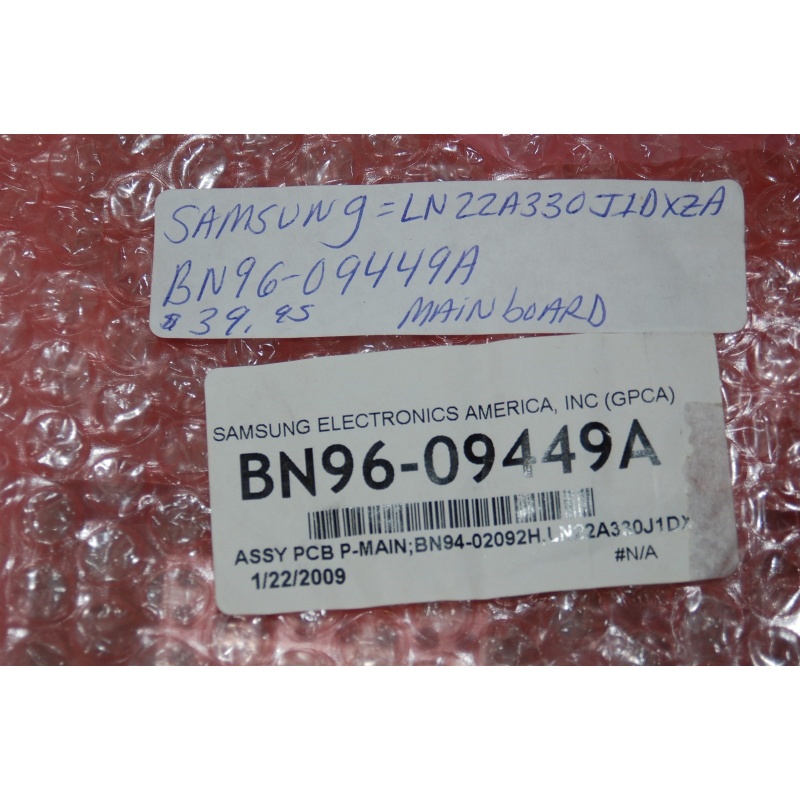 SAMSUNG=LN22A330J1DXZA
BN96-09449A
$39.95 MAINBOARD
SAMSUNG ELECTRONICS AMERICA, INC (GPCA)
BN96-09449A
ASSY PCB P-MAIN;BN94-02092H,LN22A330J1DX
#N/A
1/22/2009